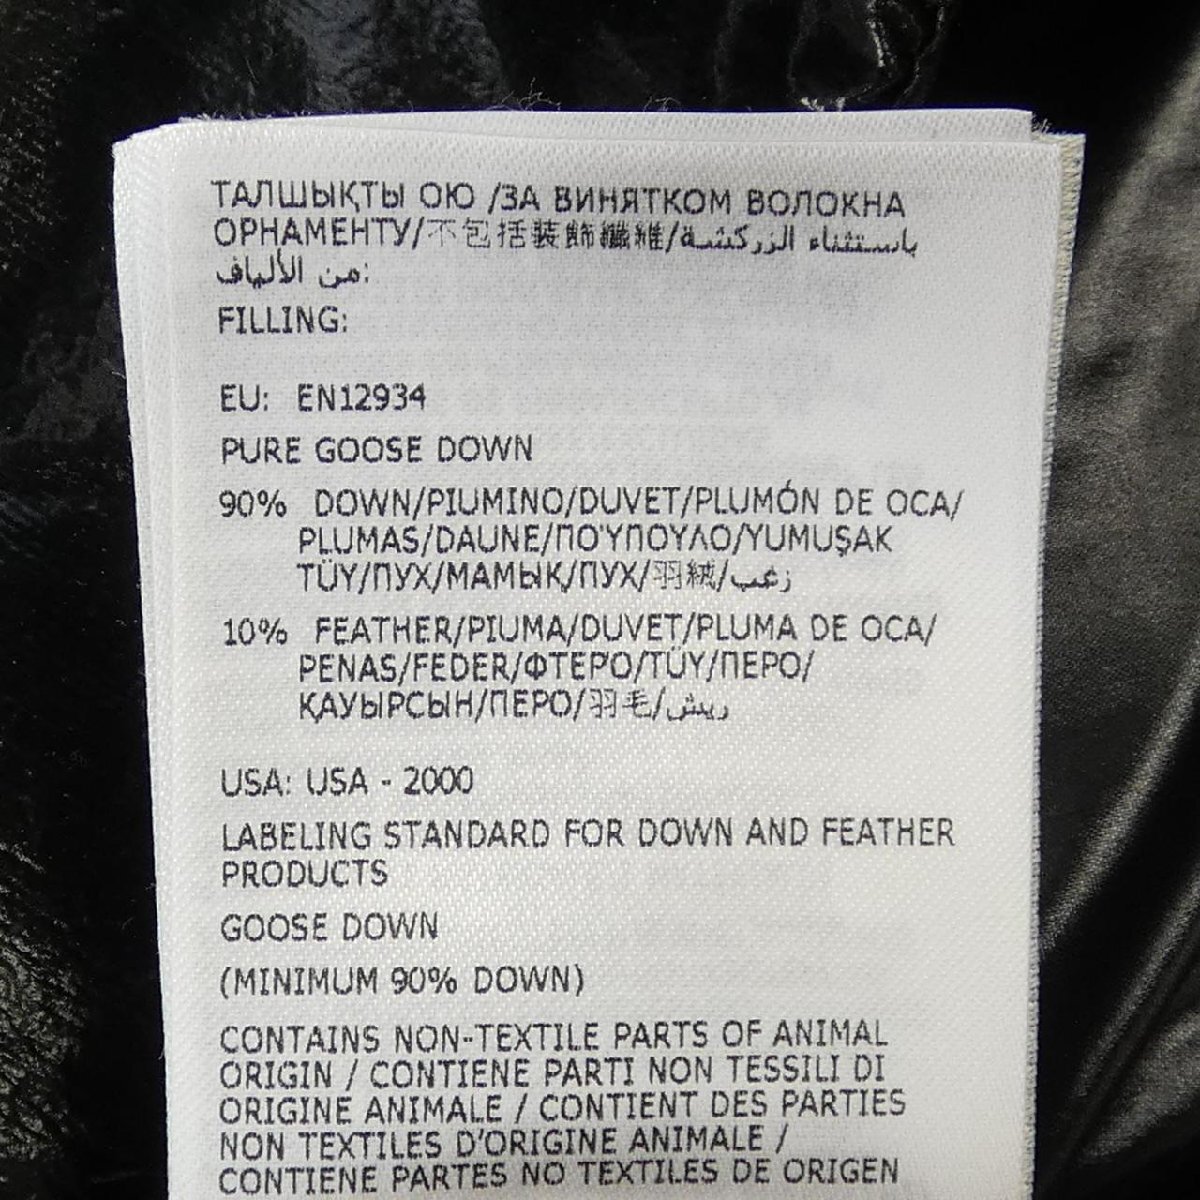 ТАЛШЫҚТЫ ОЮ /ЗА ВИНЯТКОМ ВОЛОКНА
ОРНАМЕНТУ/不包括装飾纖維/باستثناء الزركشة
من الألياف:
FILLING:
EU: EN12934
PURE GOOSE DOWN
90% DOWN/PIUMINO/DUVET/PLUMÓN DE OCA/
PLUMAS/DAUNE/ΠΟΎΠΟΥΛΟ/YUMUŞAK
TÜY/ПУХ/МАМЫҚ/ПУХ/羽絨/زغب
10% FEATHER/PIUMA/DUVET/PLUMA DE OCA/
PENAS/FEDER/ΦΤΕΡΌ/TÜY/ПЕРО/
ҚАУЫРСЫН/ПЕРО/羽毛/ريش
USA: USA - 2000
LABELING STANDARD FOR DOWN AND FEATHER
PRODUCTS
GOOSE DOWN
(MINIMUM 90% DOWN)
CONTAINS NON-TEXTILE PARTS OF ANIMAL
ORIGIN / CONTIENE PARTI NON TESSILI DI
ORIGINE ANIMALE / CONTIENT DES PARTIES
NON TEXTILES D'ORIGINE ANIMALE /
CONTIENE PARTES NO TEXTILES DE ORIGEN